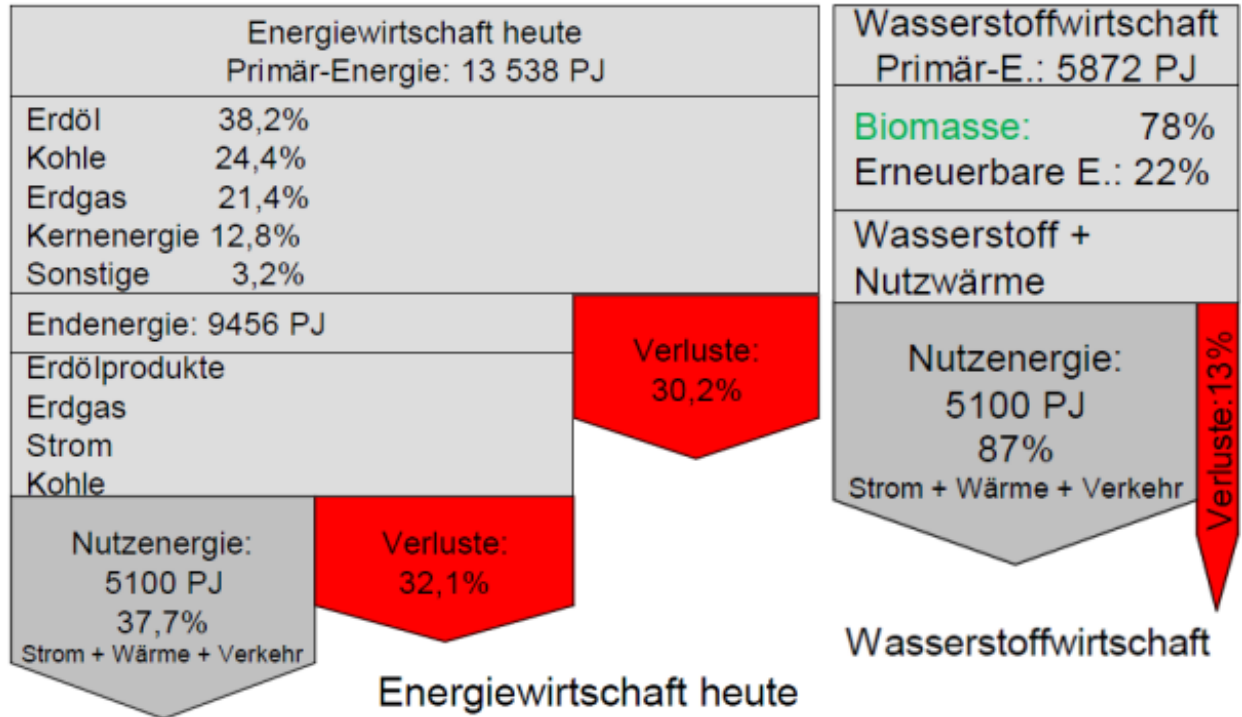 Energiewirtschaft heute
Primär-Energie: 13 538 PJ
Erdöl 38,2%
Kohle 24,4%
Erdgas 21,4%
Kernenergie 12,8%
Sonstige 3,2%
Endenergie: 9456 PJ
Verluste:
30,2%
Erdölprodukte
Erdgas
Strom
Kohle
Nutzenergie:
5100 PJ
37,7%
Strom + Wärme + Verkehr
Verluste:
32,1%
Energiewirtschaft heute
Wasserstoffwirtschaft
Primär-E.: 5872 PJ
Biomasse: 78%
Erneuerbare E.: 22%
Wasserstoff +
Nutzwärme
Nutzenergie:
5100 PJ
87%
Strom + Wärme + Verkehr
Verluste:13%
Wasserstoffwirtschaft